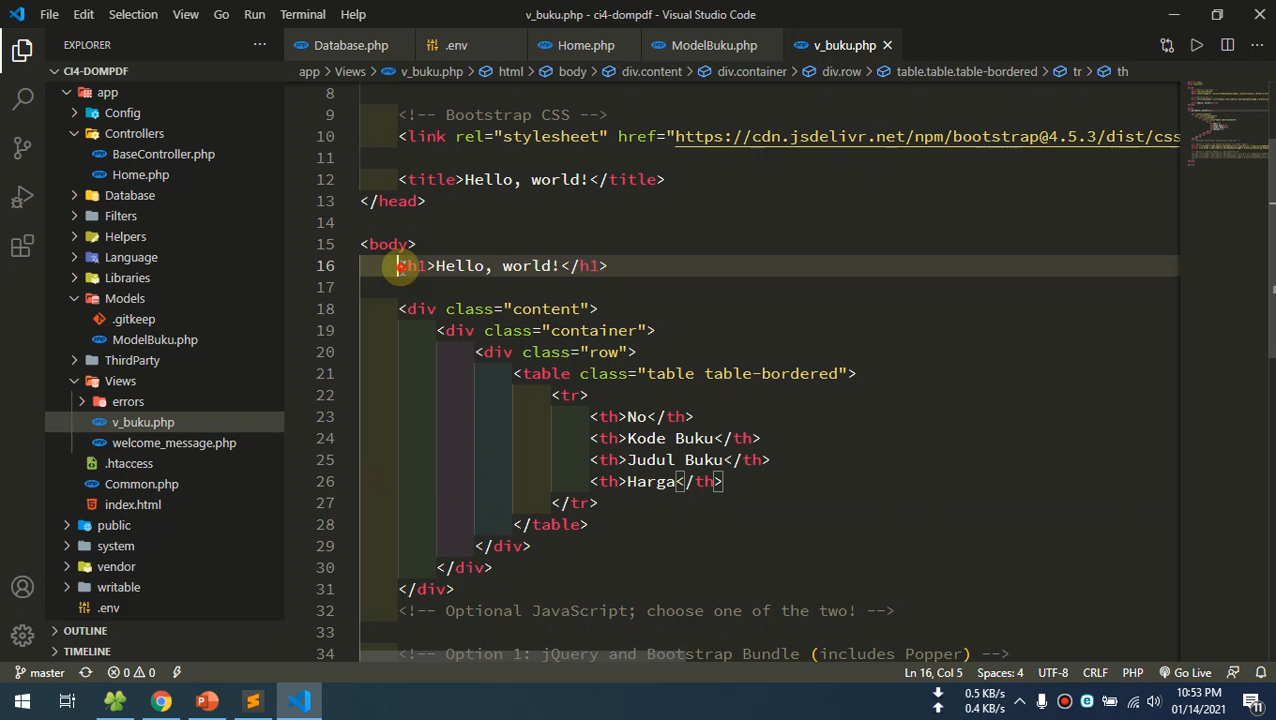 File Edit Selection View Go Run Terminal Help v_buku.php - ci4-dompdf - Visual Studio Code
EXPLORER
Database.php .env Home.php ModelBuku.php v_buku.php
CI4-DOMPDF
app > Views > v_buku.php > html > body > div.content > div.container > div.row > table.table.table-bordered > tr > th
app
Config
Controllers
BaseController.php
Home.php
Database
Filters
Helpers
Language
Libraries
Models
.gitkeep
ModelBuku.php
ThirdParty
Views
errors
v_buku.php
welcome_message.php
.htaccess
Common.php
index.html
public
system
vendor
writable
.env
OUTLINE
TIMELINE
8
9 <!-- Bootstrap CSS -->
10 <link rel="stylesheet" href="https://cdn.jsdelivr.net/npm/bootstrap@4.5.3/dist/css
11
12 <title>Hello, world!</title>
13 </head>
14
15 <body>
16 <h1>Hello, world!</h1>
17
18 <div class="content">
19 <div class="container">
20 <div class="row">
21 <table class="table table-bordered">
22 <tr>
23 <th>No</th>
24 <th>Kode Buku</th>
25 <th>Judul Buku</th>
26 <th>Harga</th>
27 </tr>
28 </table>
29 </div>
30 </div>
31 </div>
32 <!-- Optional JavaScript; choose one of the two! -->
33
34 <!-- Option 1: jQuery and Bootstrap Bundle (includes Popper) -->
master 0 0 Ln 16, Col 5 Spaces: 4 UTF-8 CRLF PHP Go Live
0.5 KB/s
0.4 KB/s
10:53 PM
01/14/2021
11